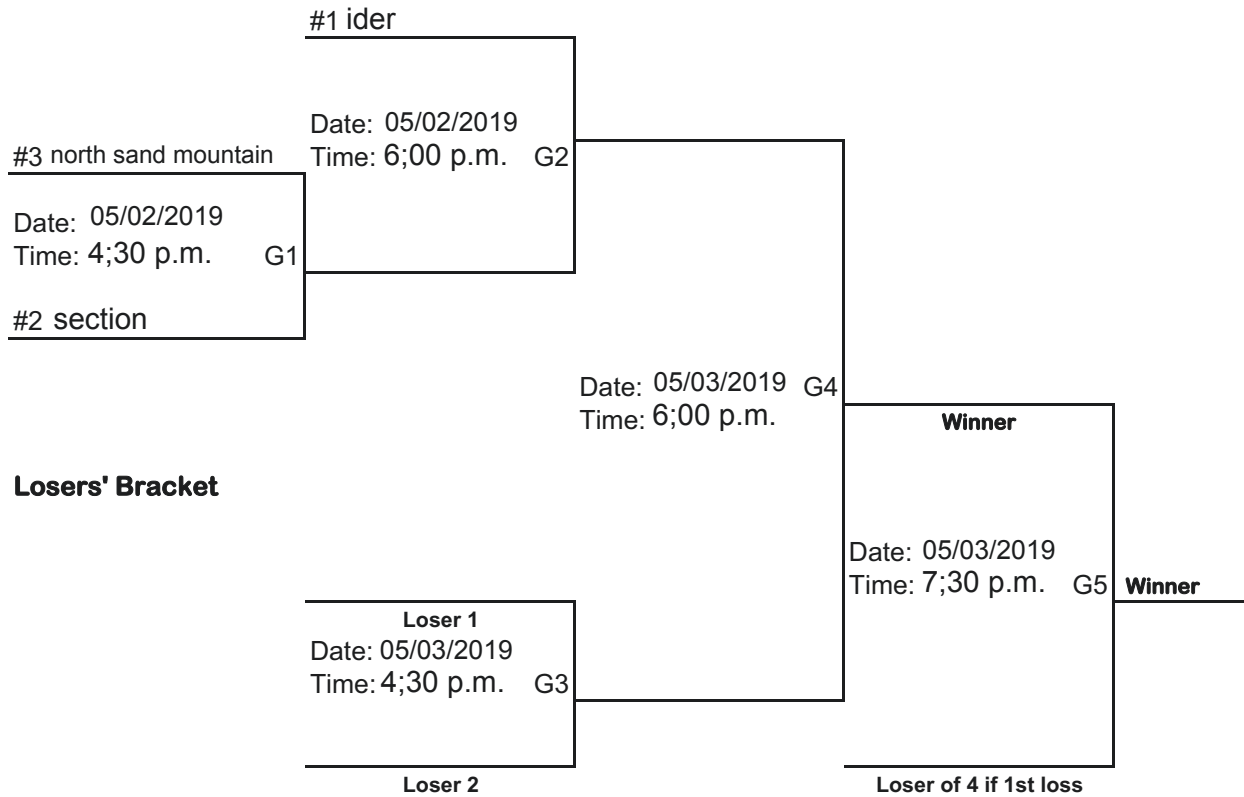 #1 ider
Date: 05/02/2019
Time: 6;00 p.m. G2
#3 north sand mountain
Date: 05/02/2019
Time: 4;30 p.m. G1
#2 section
Date: 05/03/2019 G4
Time: 6;00 p.m.
Winner
Losers' Bracket
Date: 05/03/2019
Time: 7;30 p.m. G5 Winner
Loser 1
Date: 05/03/2019
Time: 4;30 p.m. G3
Loser 2
Loser of 4 if 1st loss